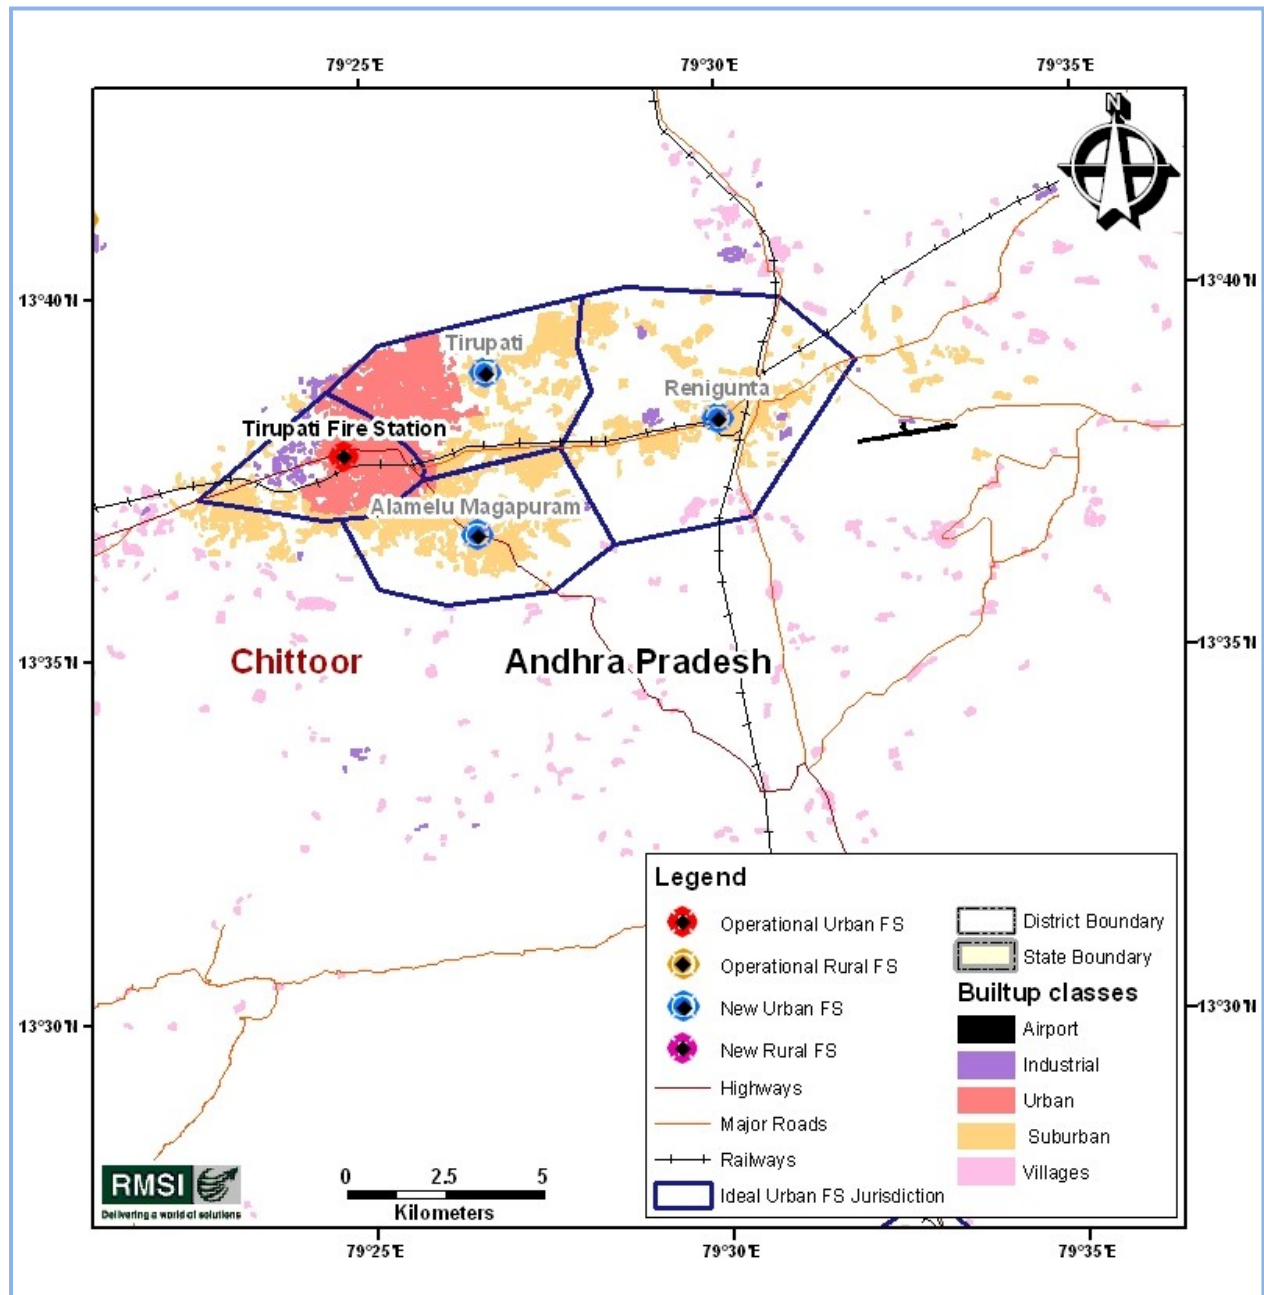 79°25'E 79°30'E 79°35'E
N
13°40'N 13°40'N
Tirupati
Renigunta
Tirupati Fire Station
Alamelu Magapuram
13°35'N 13°35'N
Chittoor Andhra Pradesh
13°30'N 13°30'N
Legend
Operational Urban FS
Operational Rural FS
New Urban FS
New Rural FS
Highways
Major Roads
Railways
Ideal Urban FS Jurisdiction
District Boundary
State Boundary
Builtup classes
Airport
Industrial
Urban
Suburban
Villages
RMSI
Delivering a world of solutions
0 2.5 5
Kilometers
79°25'E 79°30'E 79°35'E